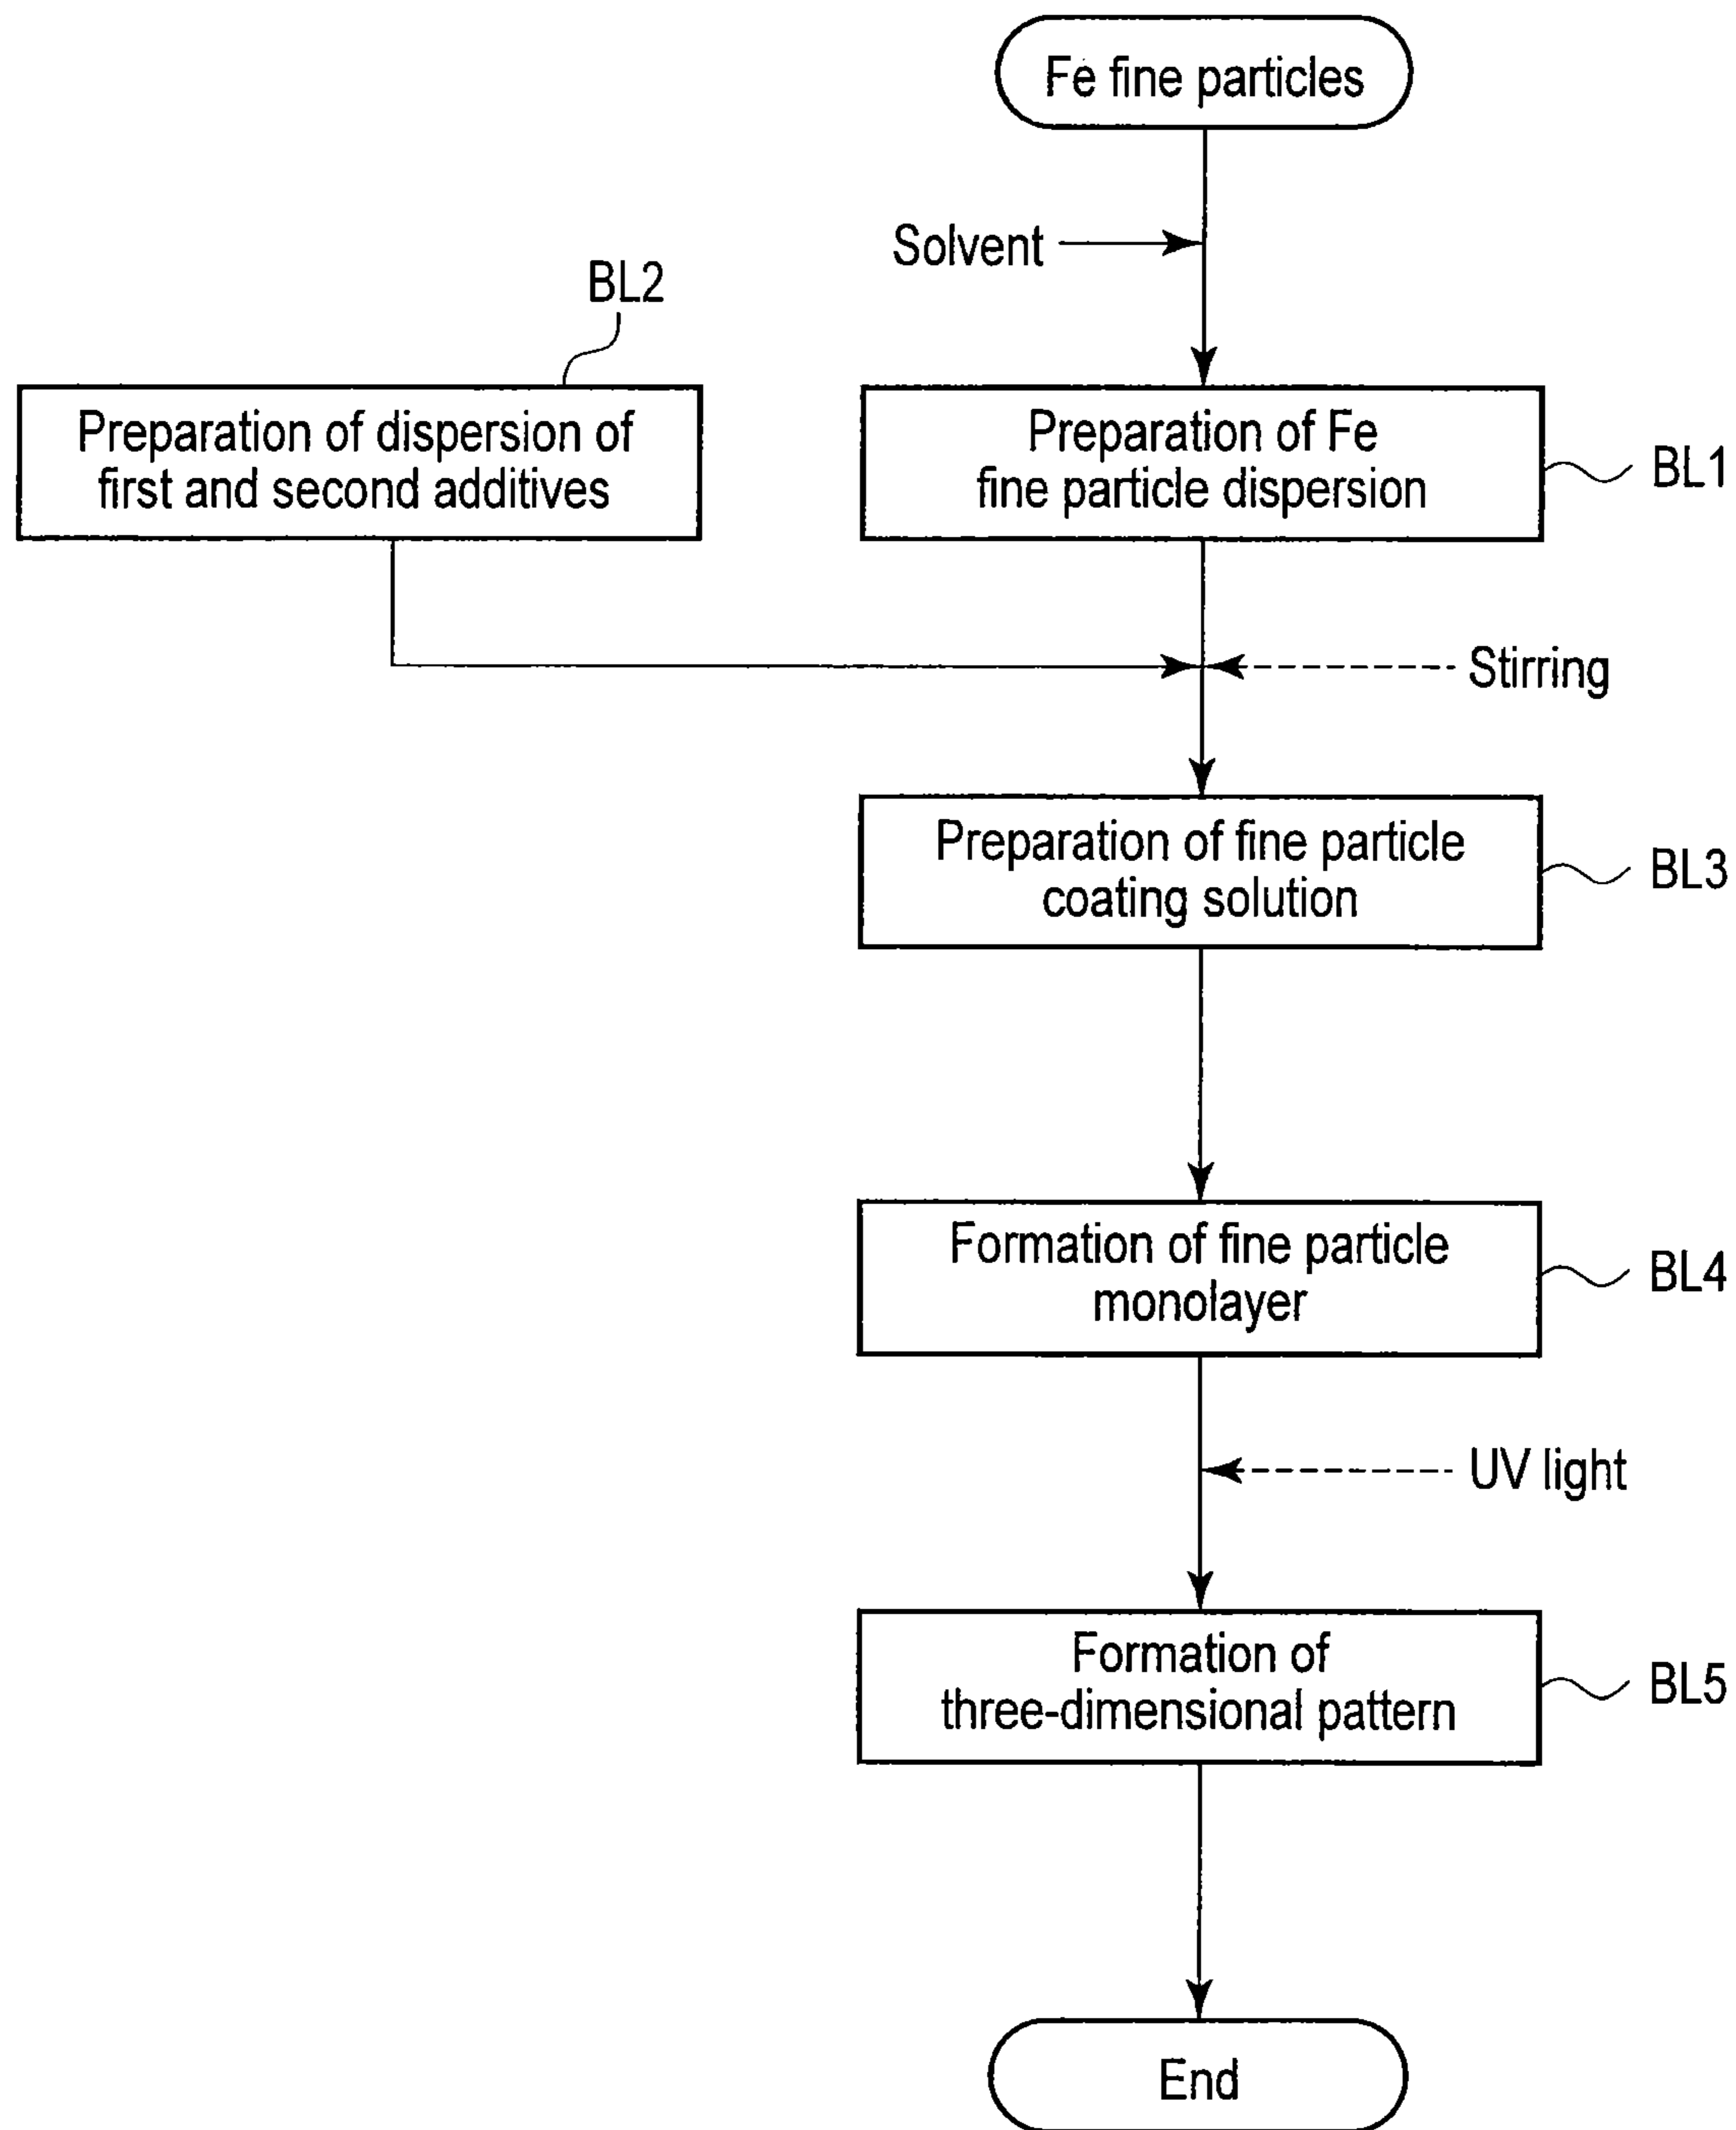 Fe fine particles
Solvent
BL2
Preparation of dispersion of
first and second additives
Preparation of Fe
fine particle dispersion
BL1
Stirring
Preparation of fine particle
coating solution
BL3
Formation of fine particle
monolayer
BL4
UV light
Formation of
three-dimensional pattern
BL5
End